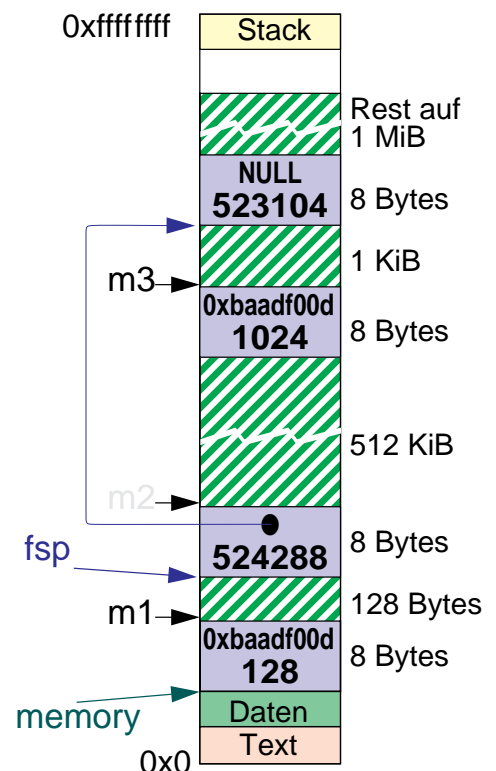 0xffffffff
Stack
Rest auf
1 MiB
NULL
523104
8 Bytes
1 KiB
m3
0xbaadf00d
1024
8 Bytes
512 KiB
m2
524288
8 Bytes
fsp
128 Bytes
m1
0xbaadf00d
128
8 Bytes
memory
Daten
Text
0x0